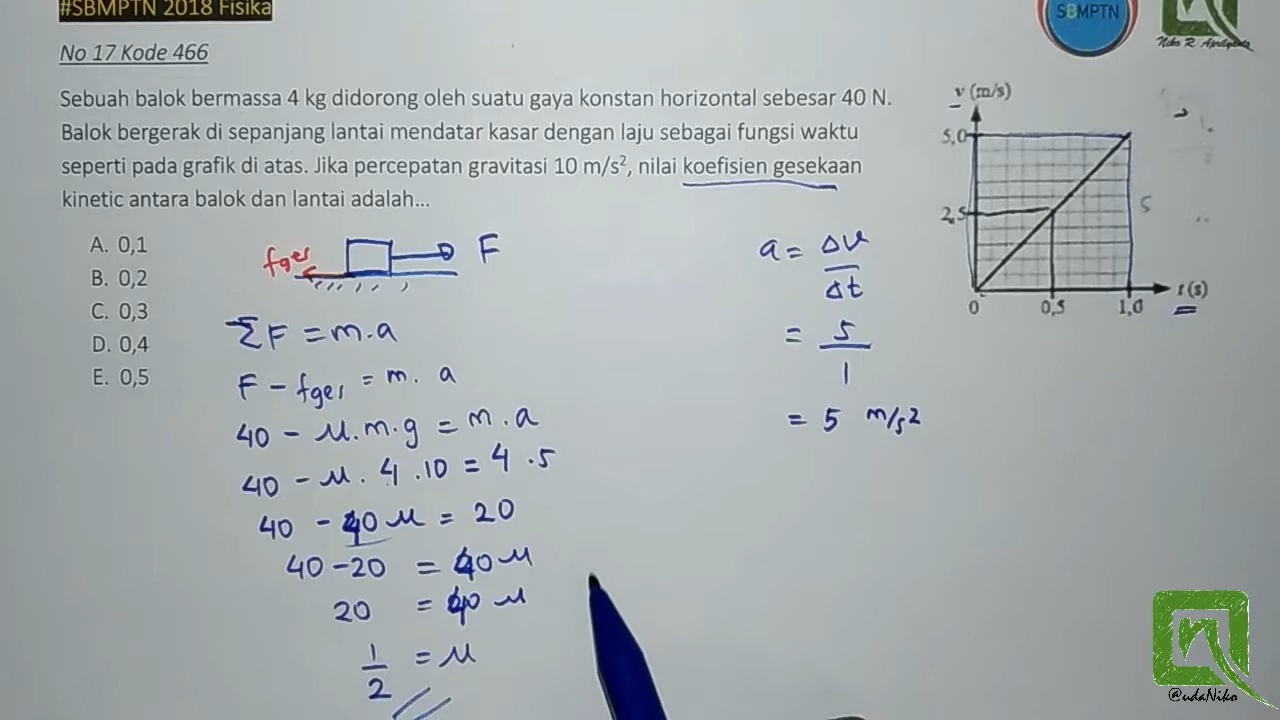 #SBMPTN 2018 Fisika
SBMPTN
Niko R. Aprilyanto
No 17 Kode 466
Sebuah balok bermassa 4 kg didorong oleh suatu gaya konstan horizontal sebesar 40 N.
Balok bergerak di sepanjang lantai mendatar kasar dengan laju sebagai fungsi waktu
seperti pada grafik di atas. Jika percepatan gravitasi 10 m/s², nilai koefisien gesekaan
kinetic antara balok dan lantai adalah...
A. 0,1
B. 0,2
C. 0,3
D. 0,4
E. 0,5
v (m/s)
5,0
2,5
0
0,5
1,0
t (s)
5
fges
F
ΣF = m.a
F - fges = m. a
40 - μ.m.g = m.a
40 - μ. 4 .10 = 4 .5
40 - 40 μ = 20
40 - 20 = 40 μ
20 = 40 μ
1/2 = μ
a = Δv/Δt
= 5/1
= 5 m/s2
@udaNiko